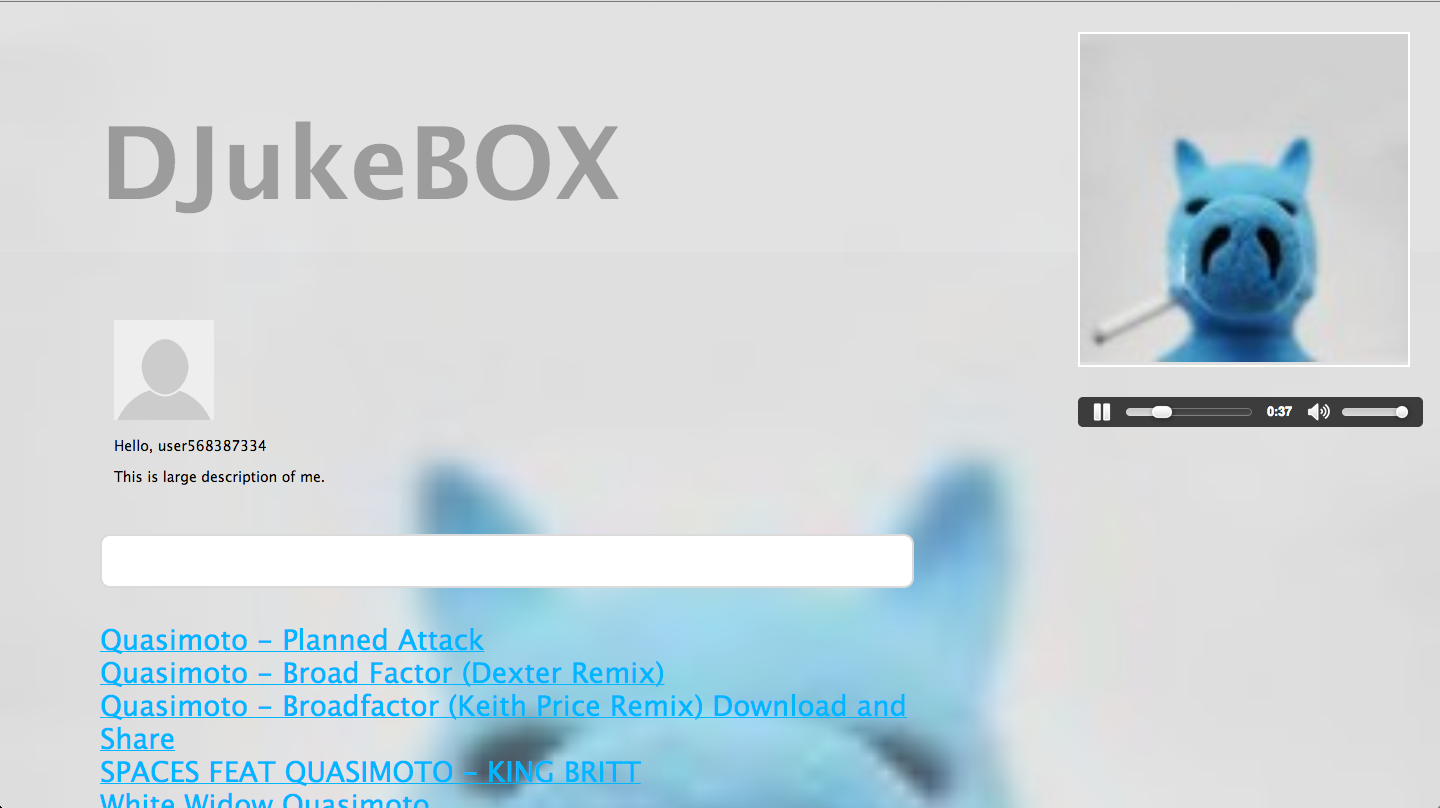 DJukeBOX
0:37
Hello, user568387334
This is large description of me.
Quasimoto – Planned Attack
Quasimoto – Broad Factor (Dexter Remix)
Quasimoto – Broadfactor (Keith Price Remix) Download and
Share
SPACES FEAT QUASIMOTO – KING BRITT
White Widow Quasimoto